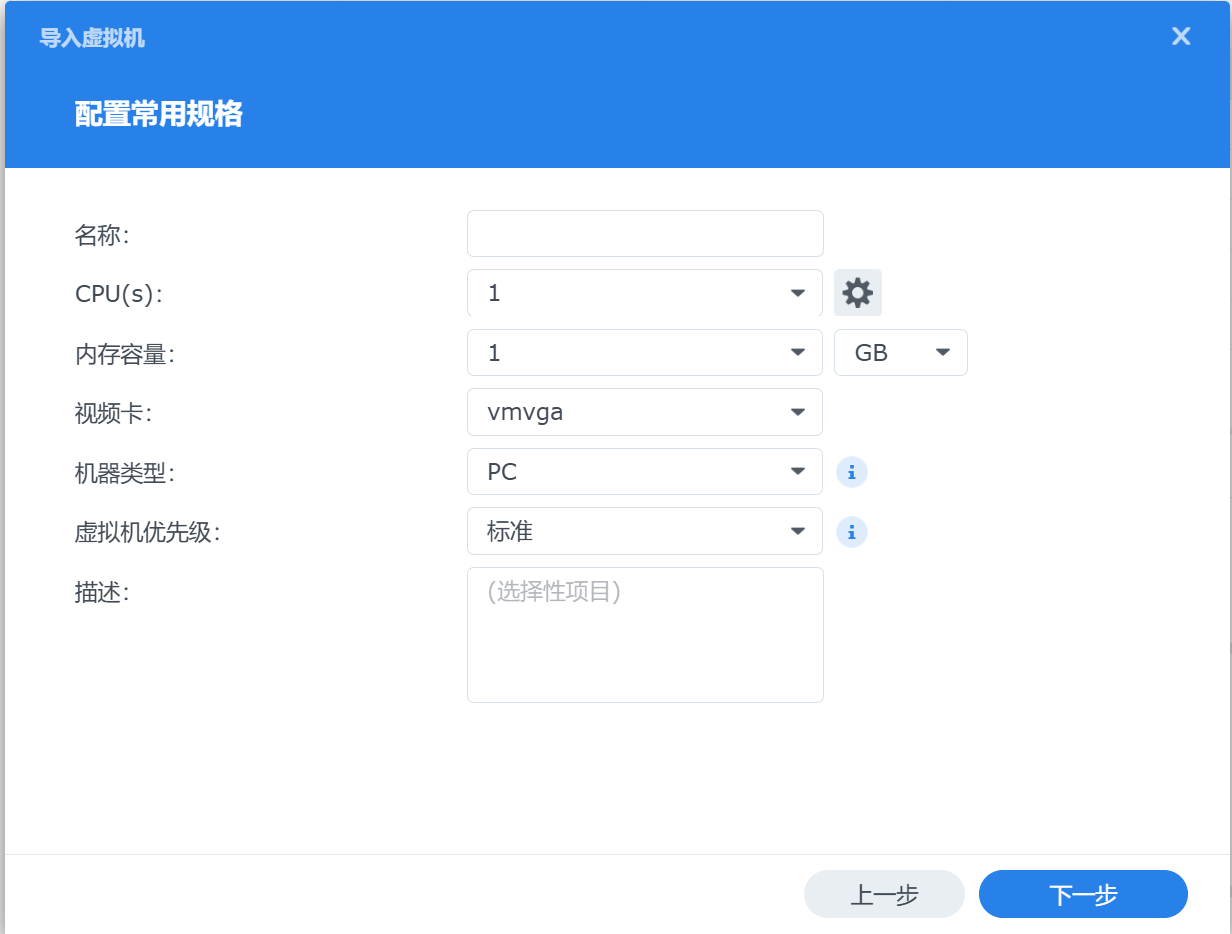 导入虚拟机
配置常用规格
名称:
CPU(s): 1
内存容量: 1 GB
视频卡: vmvga
机器类型: PC
虚拟机优先级: 标准
描述: (选择性项目)
上一步 下一步